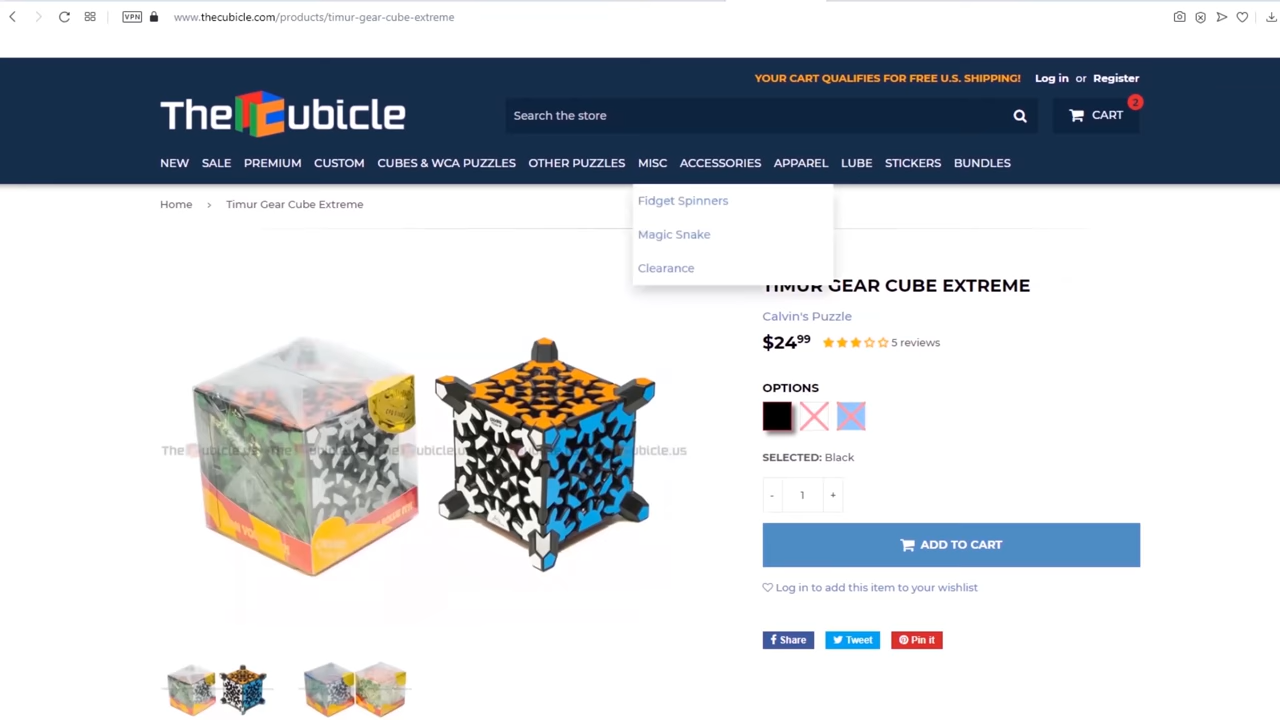 VPN
www.thecubicle.com/products/timur-gear-cube-extreme
YOUR CART QUALIFIES FOR FREE U.S. SHIPPING! Log in or Register
The Cubicle
Search the store
CART 2
NEW SALE PREMIUM CUSTOM CUBES & WCA PUZZLES OTHER PUZZLES MISC ACCESSORIES APPAREL LUBE STICKERS BUNDLES
Home > Timur Gear Cube Extreme
Fidget Spinners
Magic Snake
Clearance
TIMUR GEAR CUBE EXTREME
Calvin's Puzzle
$24.99 5 reviews
OPTIONS
SELECTED: Black
- 1 +
ADD TO CART
Log in to add this item to your wishlist
Share Tweet Pin it